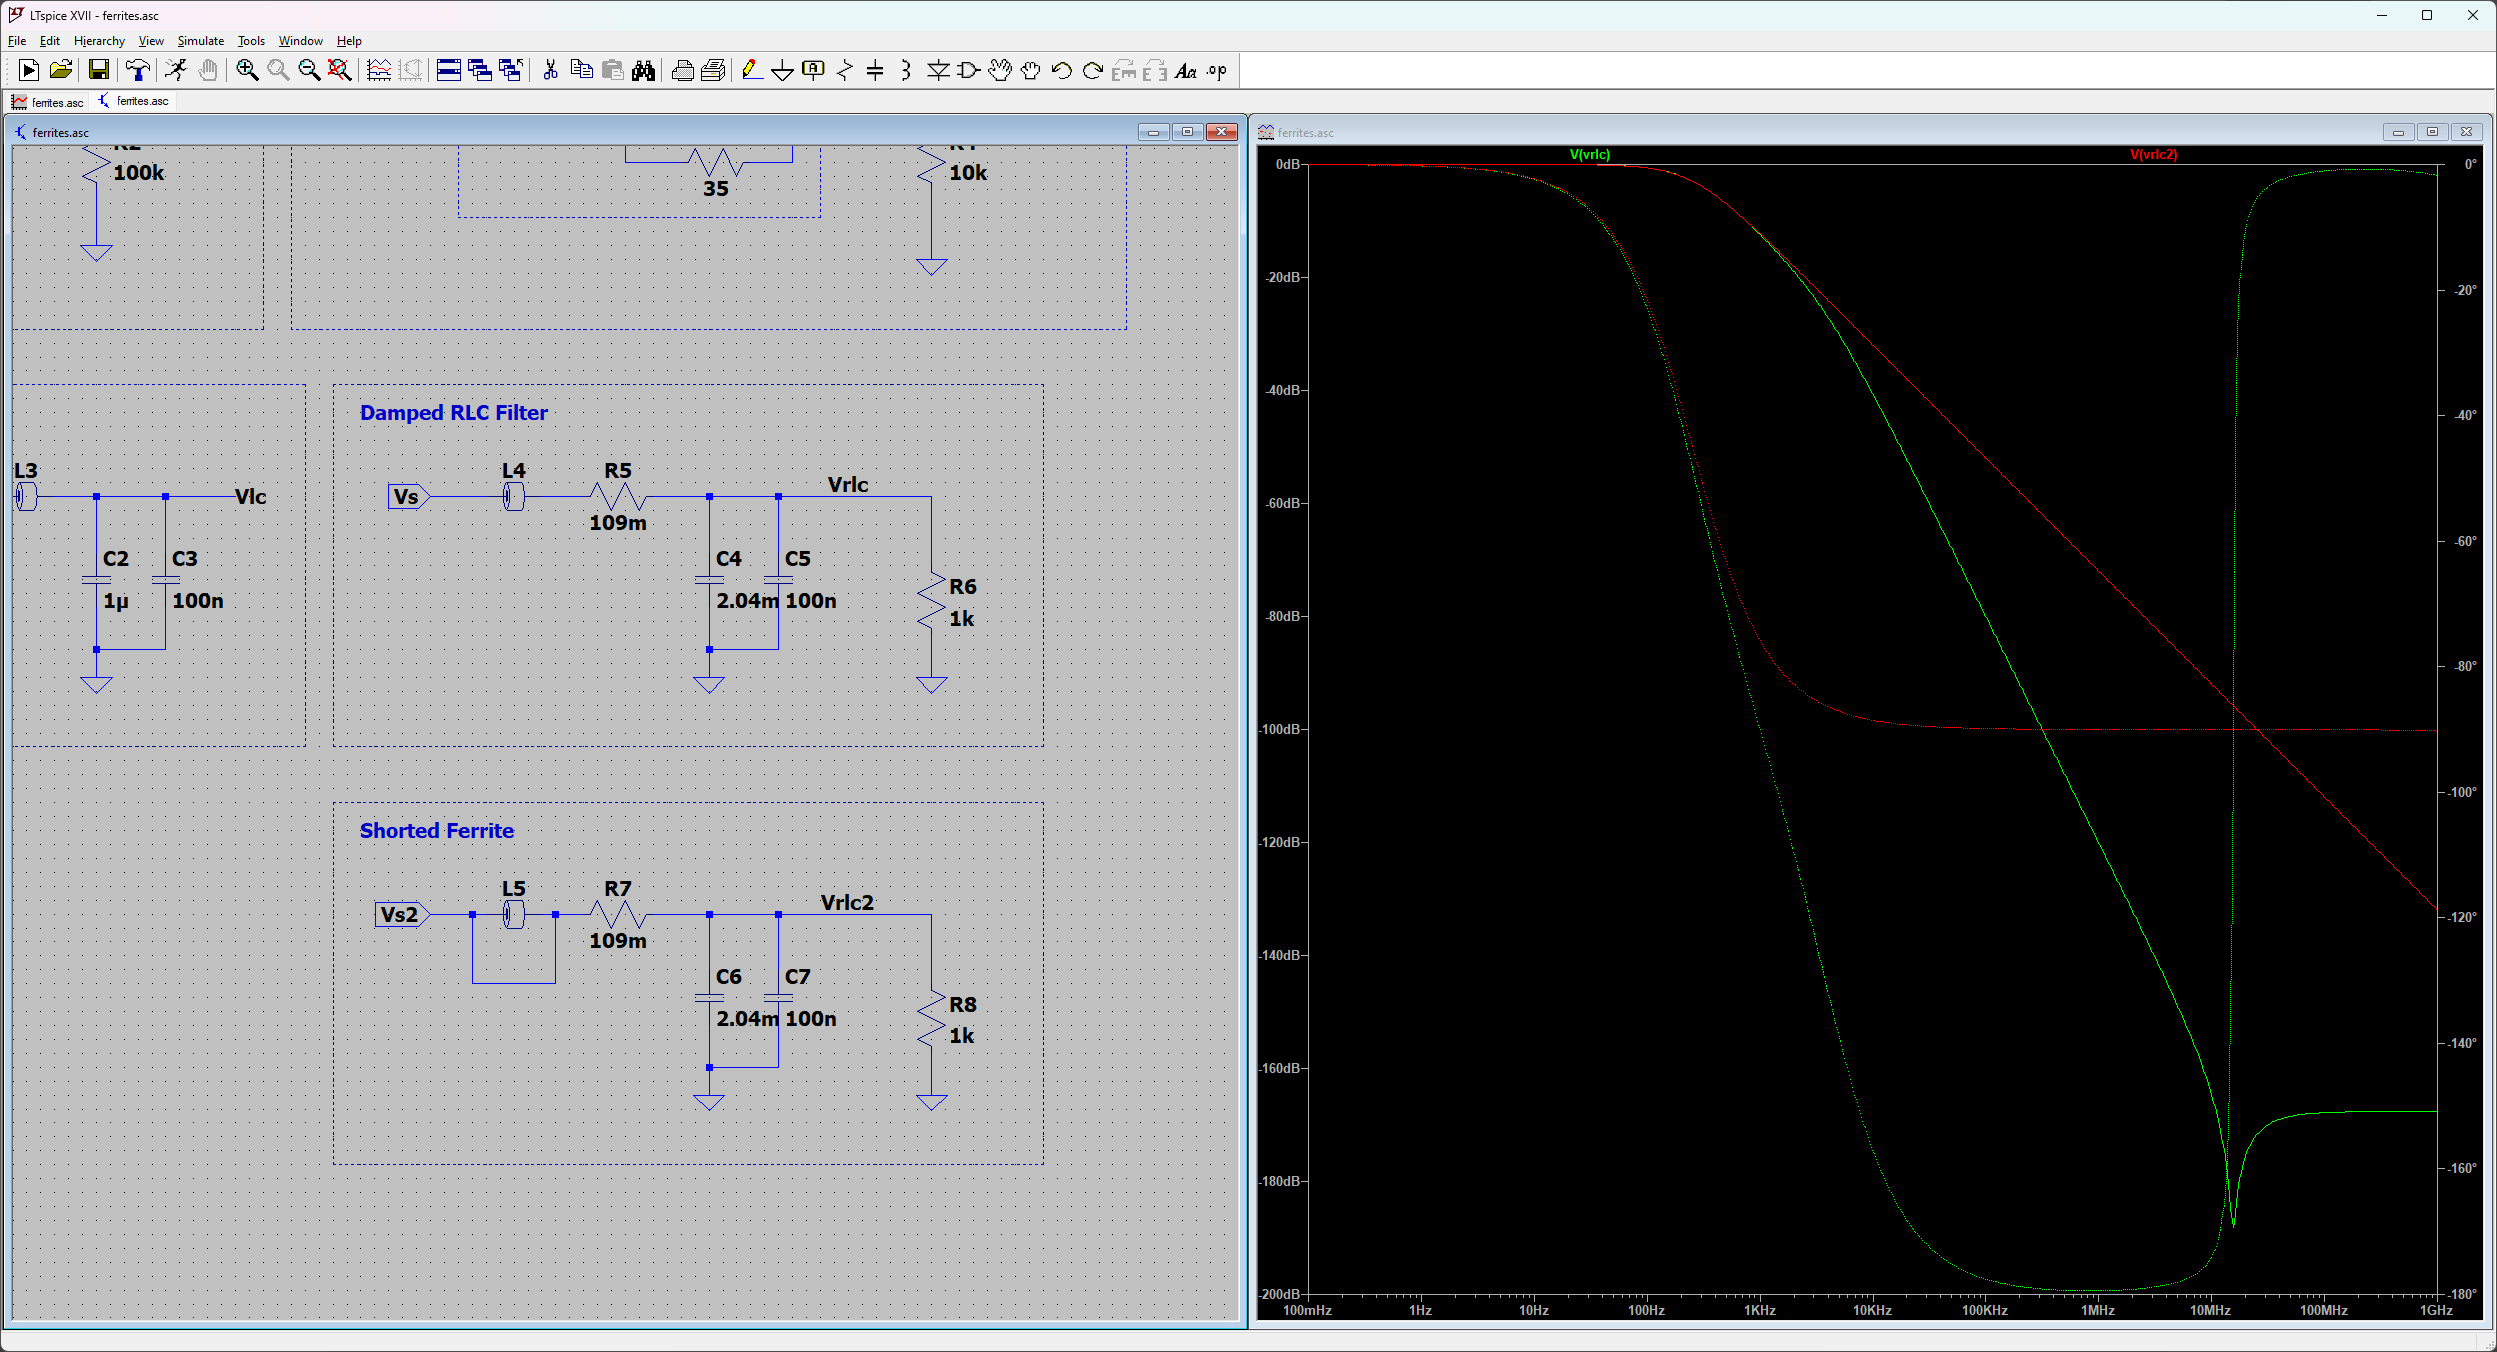 LTspice XVII - ferrites.asc
File Edit Hierarchy View Simulate Tools Window Help
ferrites.asc ferrites.asc
ferrites.asc
100k
35
10k
L3
Vlc
C2
1µ
C3
100n
Damped RLC Filter
Vs
L4
R5
109m
Vrlc
C4
2.04m
C5
100n
R6
1k
Shorted Ferrite
Vs2
L5
R7
109m
Vrlc2
C6
2.04m
C7
100n
R8
1k
ferrites.asc
V(vrlc) V(vrlc2)
0dB
-20dB
-40dB
-60dB
-80dB
-100dB
-120dB
-140dB
-160dB
-180dB
-200dB
0°
-20°
-40°
-60°
-80°
-100°
-120°
-140°
-160°
-180°
100mHz 1Hz 10Hz 100Hz 1KHz 10KHz 100KHz 1MHz 10MHz 100MHz 1GHz